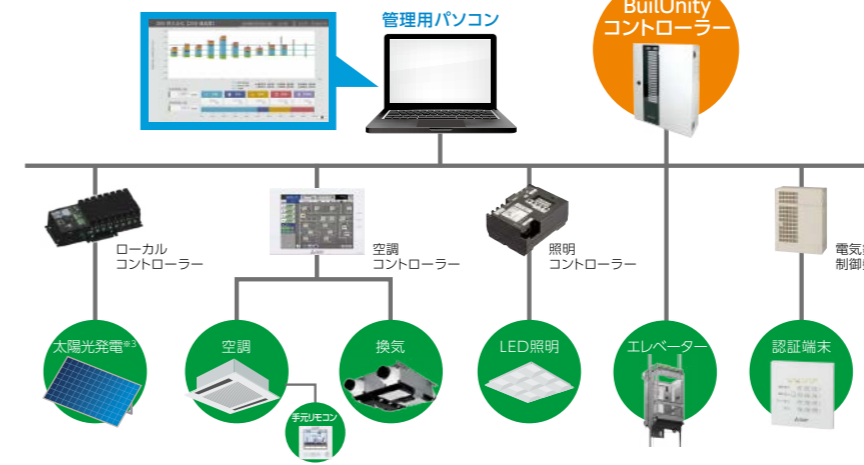 管理用パソコン
BuilUnity
コントローラー
ローカル
コントローラー
空調
コントローラー
照明
コントローラー
電気
制御
太陽光発電※3
空調
換気
LED照明
エレベーター
認証端末
手元リモコン